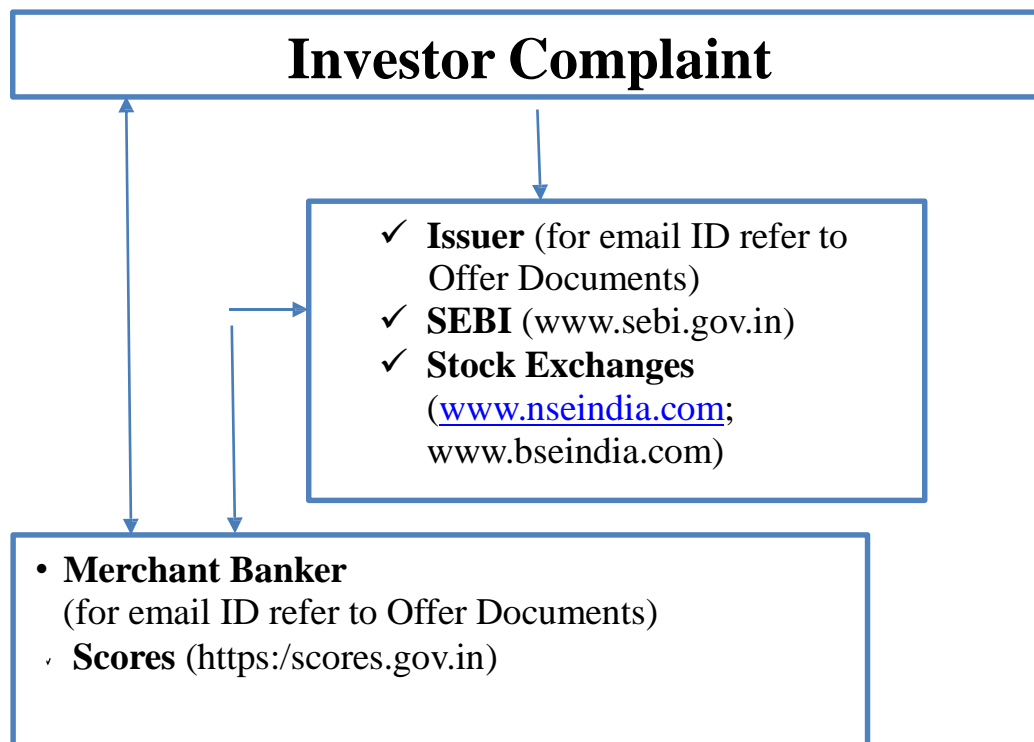 Investor Complaint
✓ Issuer (for email ID refer to
Offer Documents)
✓ SEBI (www.sebi.gov.in)
✓ Stock Exchanges
(www.nseindia.com;
www.bseindia.com)
• Merchant Banker
(for email ID refer to Offer Documents)
✓ Scores (https:/scores.gov.in)